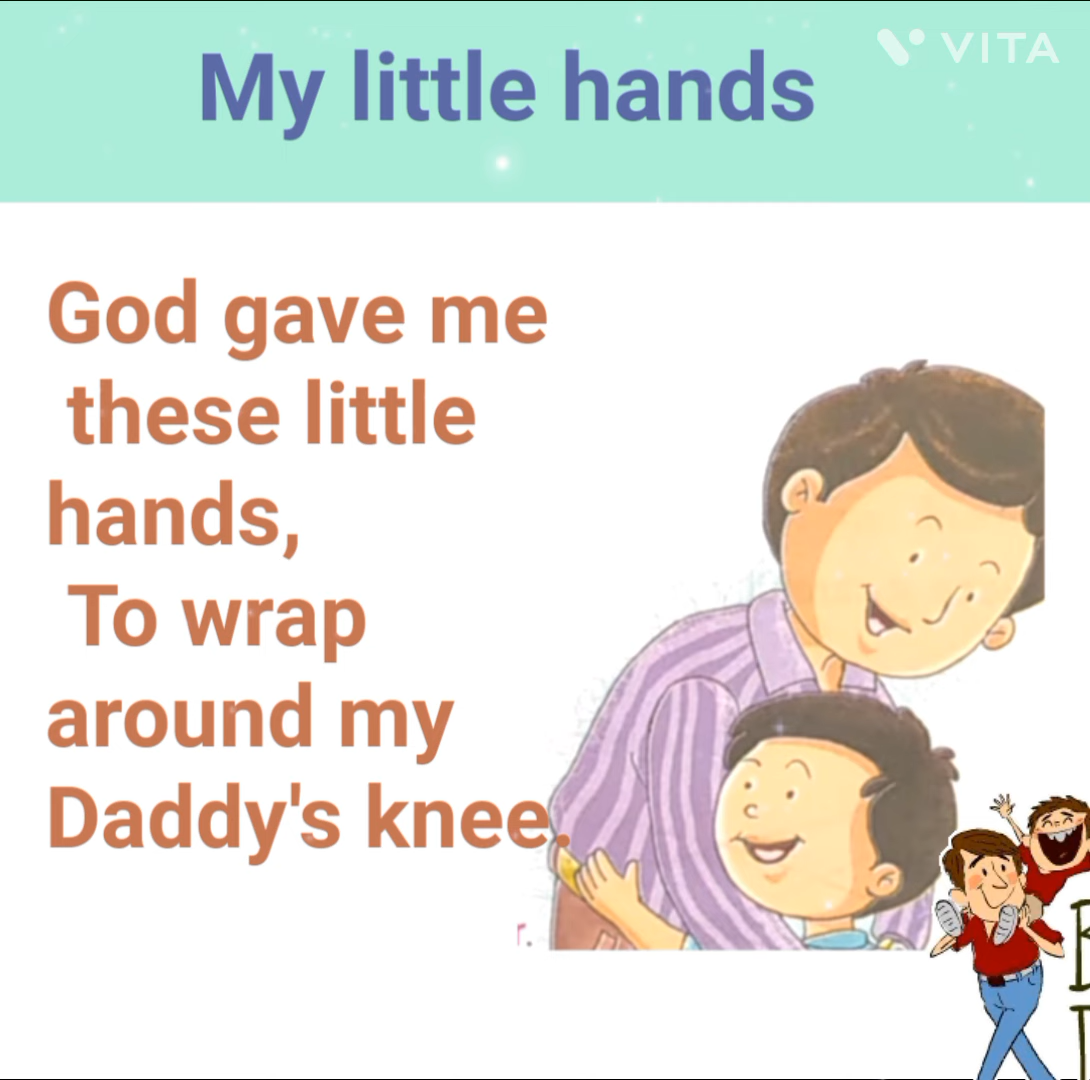 VITA
My little hands
God gave me
these little
hands,
To wrap
around my
Daddy's knee.
r.